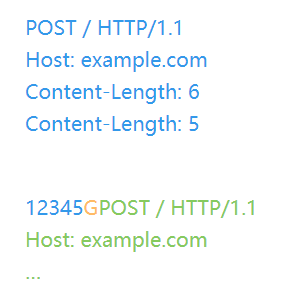 POST / HTTP/1.1
Host: example.com
Content-Length: 6
Content-Length: 5
12345GPOST / HTTP/1.1
Host: example.com
...